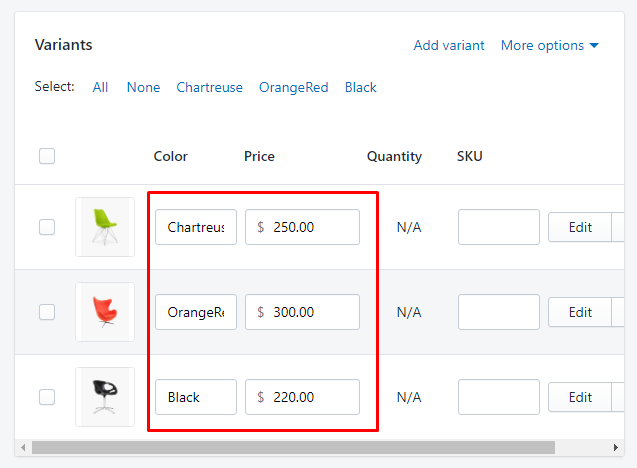 Variants Add variant More options
Select: All None Chartreuse OrangeRed Black
Color Price Quantity SKU
Chartreus $ 250.00 N/A Edit
OrangeRe $ 300.00 N/A Edit
Black $ 220.00 N/A Edit